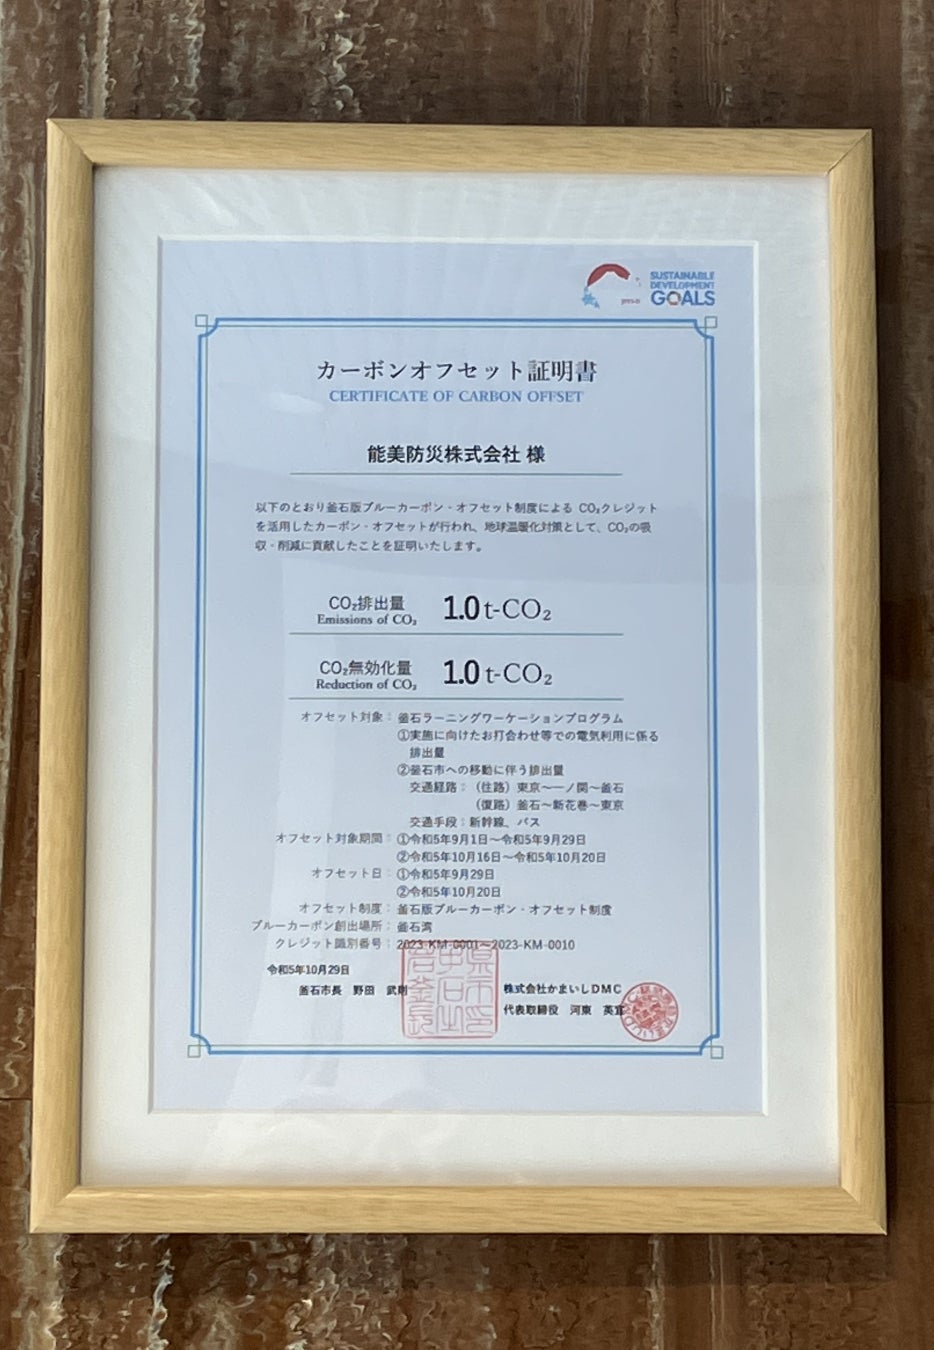 SUSTAINABLE
DEVELOPMENT
GOALS
カーボンオフセット証明書
CERTIFICATE OF CARBON OFFSET
能美防災株式会社 様
以下のとおり釜石版ブルーカーボン・オフセット制度による CO₂クレジット
を活用したカーボン・オフセットが行われ、地球温暖化対策として、CO₂の吸
収・削減に貢献したことを証明いたします。
CO₂排出量 1.0 t-CO₂
Emissions of CO₂
CO₂無効化量 1.0 t-CO₂
Reduction of CO₂
オフセット対象：釜石ラーニングワーケーションプログラム
①実施に向けたお打合わせ等での電気利用に係る
排出量
②釜石市への移動に伴う排出量
交通経路：（往路）東京～一ノ関～釜石
（復路）釜石～新花巻～東京
交通手段：新幹線、バス
オフセット対象期間：①令和5年9月1日～令和5年9月29日
②令和5年10月16日～令和5年10月20日
オフセット日：①令和5年9月29日
②令和5年10月20日
オフセット制度：釜石版ブルーカーボン・オフセット制度
ブルーカーボン創出場所：釜石湾
クレジット識別番号：2023-KM-0001～2023-KM-0010
令和5年10月29日
釜石市長 野田 武則
株式会社かまいしDMC
代表取締役 河東 英宜